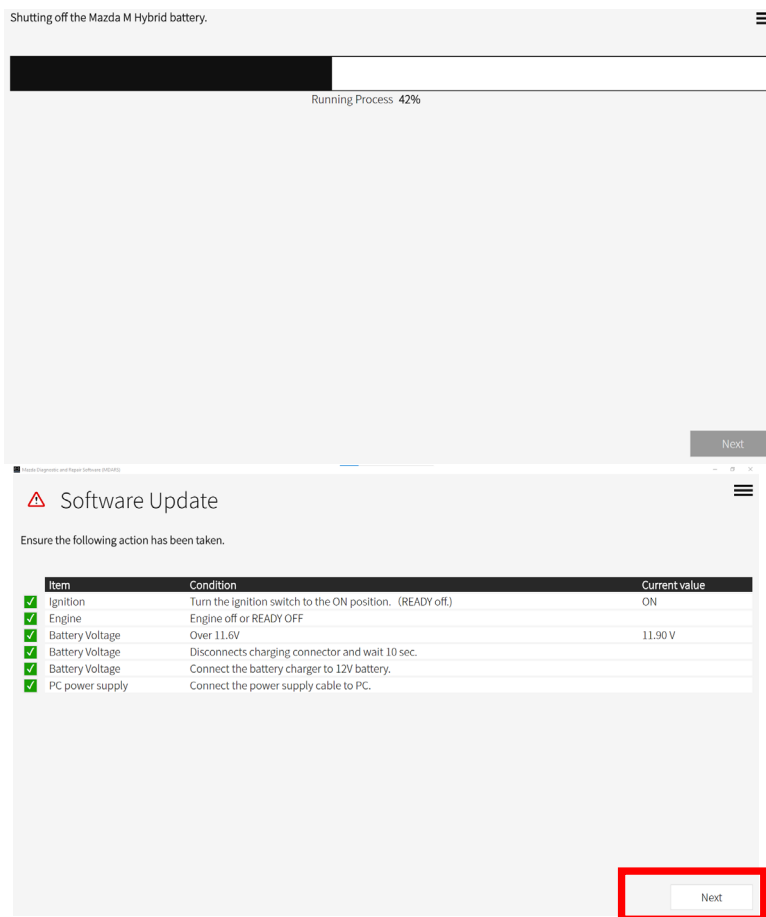 Shutting off the Mazda M Hybrid battery.
Running Process 42%
Next
Mazda Diagnostic and Repair Software (MDARS)
Software Update
Ensure the following action has been taken.
Item Condition Current value
Ignition Turn the ignition switch to the ON position. (READY off.) ON
Engine Engine off or READY OFF
Battery Voltage Over 11.6V 11.90 V
Battery Voltage Disconnects charging connector and wait 10 sec.
Battery Voltage Connect the battery charger to 12V battery.
PC power supply Connect the power supply cable to PC.
Next